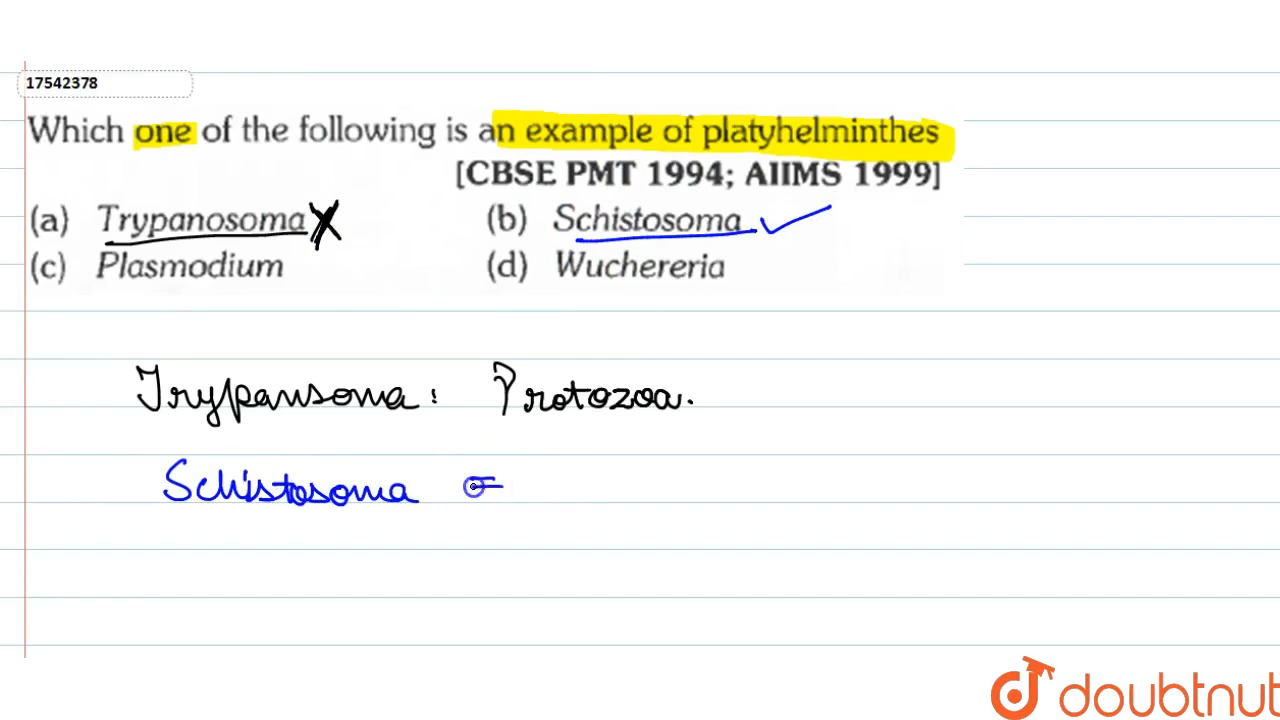 17542378
Which one of the following is an example of platyhelminthes
[CBSE PMT 1994; AIIMS 1999]
(a) Trypanosoma (b) Schistosoma
(c) Plasmodium (d) Wuchereria
Trypansoma : Protozoa.
Schistosoma =
doubtnut